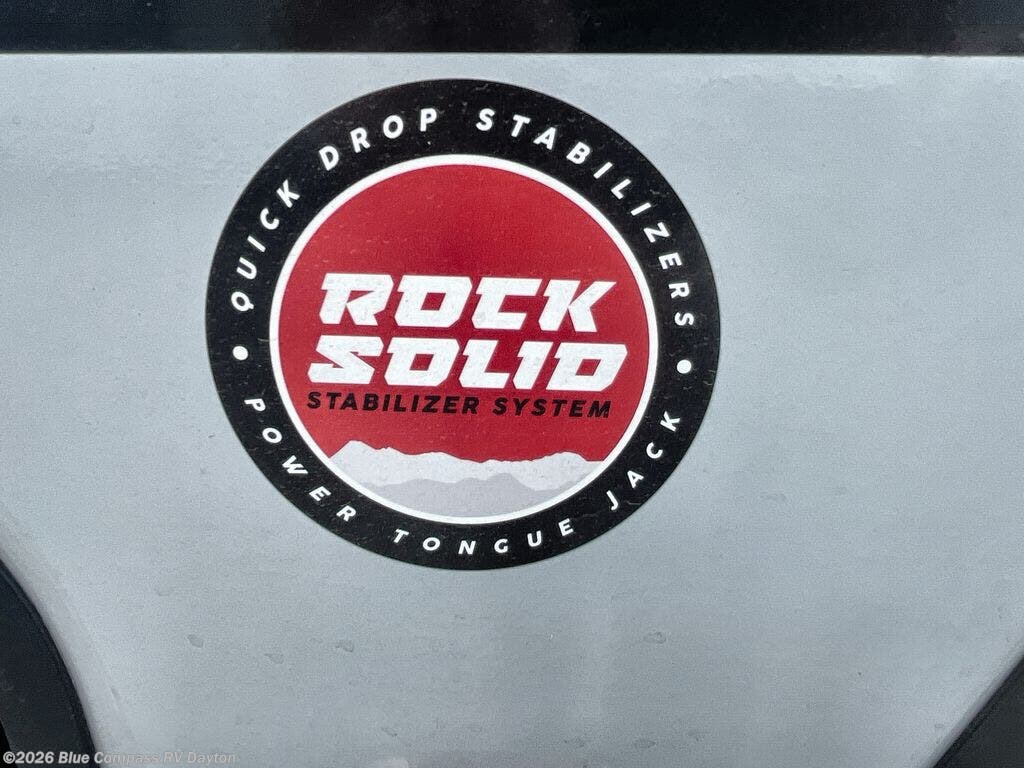 QUICK DROP STABILIZERS
ROCK
SOLID
STABILIZER SYSTEM
POWER TONGUE JACK
©2026 Blue Compass RV Dayton